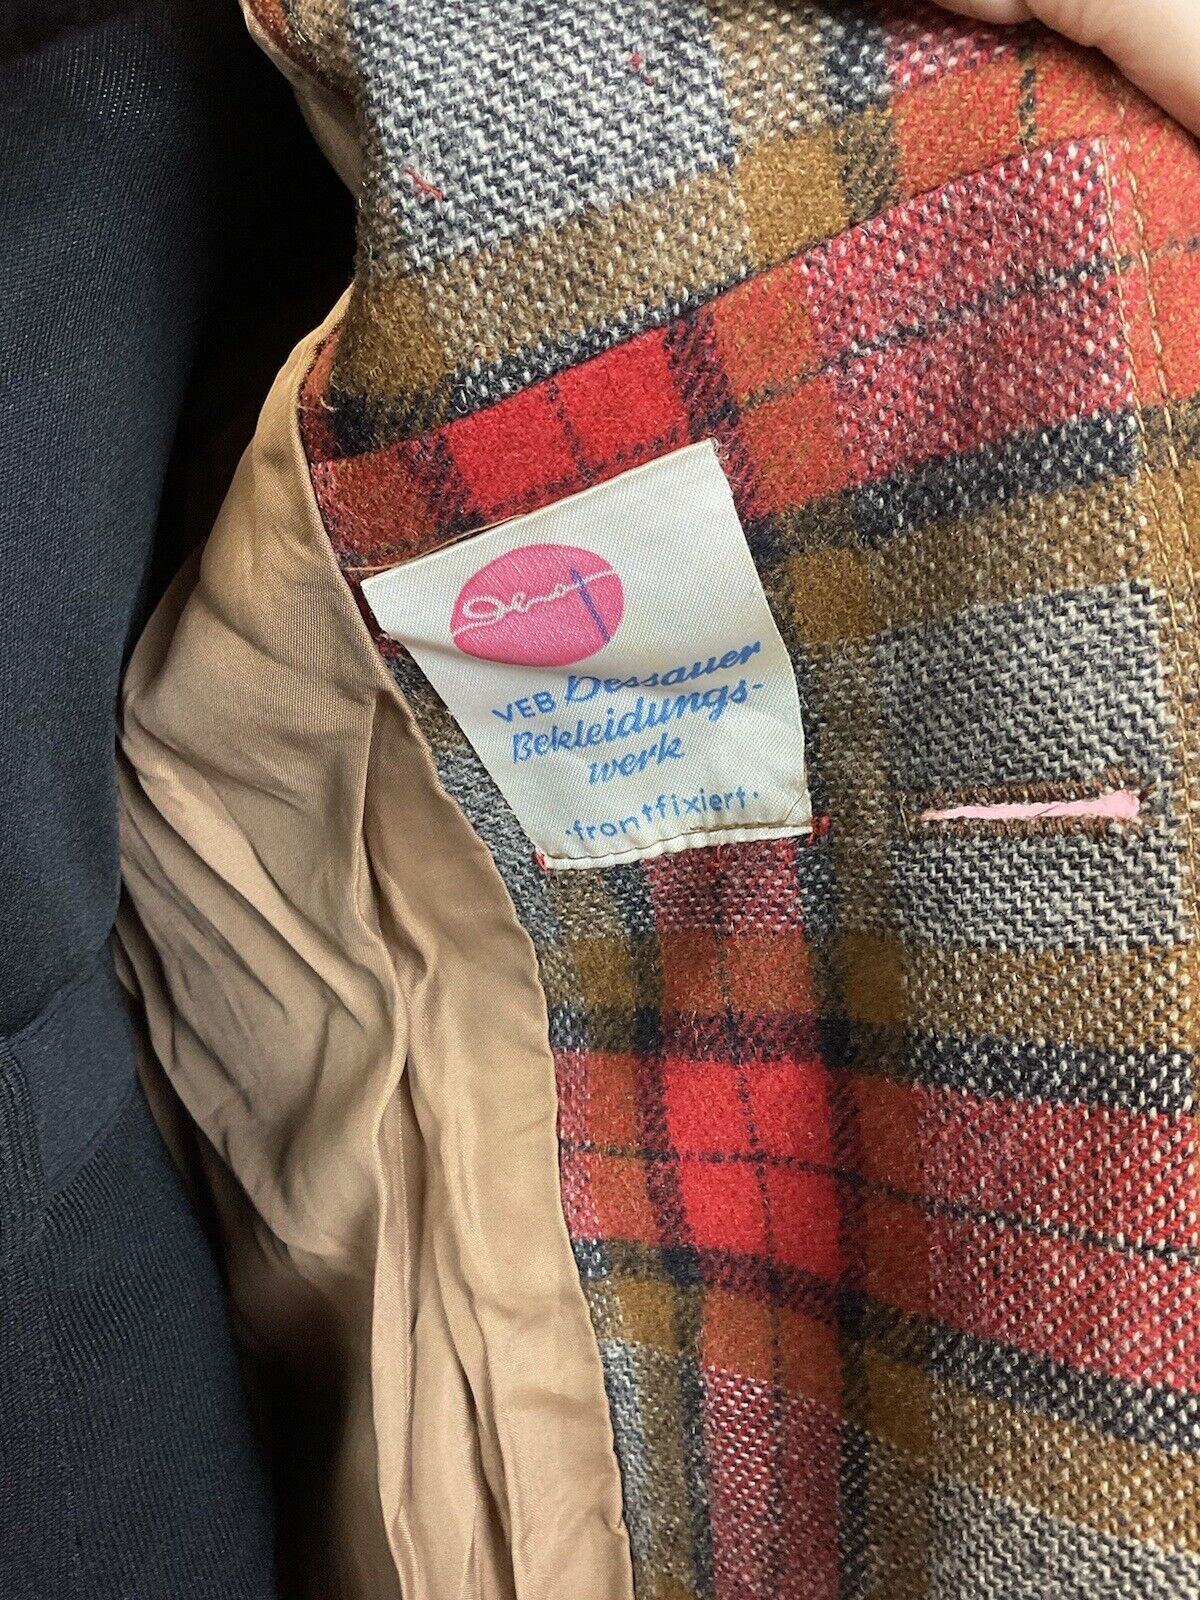 VEB Dessauer
Bekleidungs-
werk
·frontfixiert·